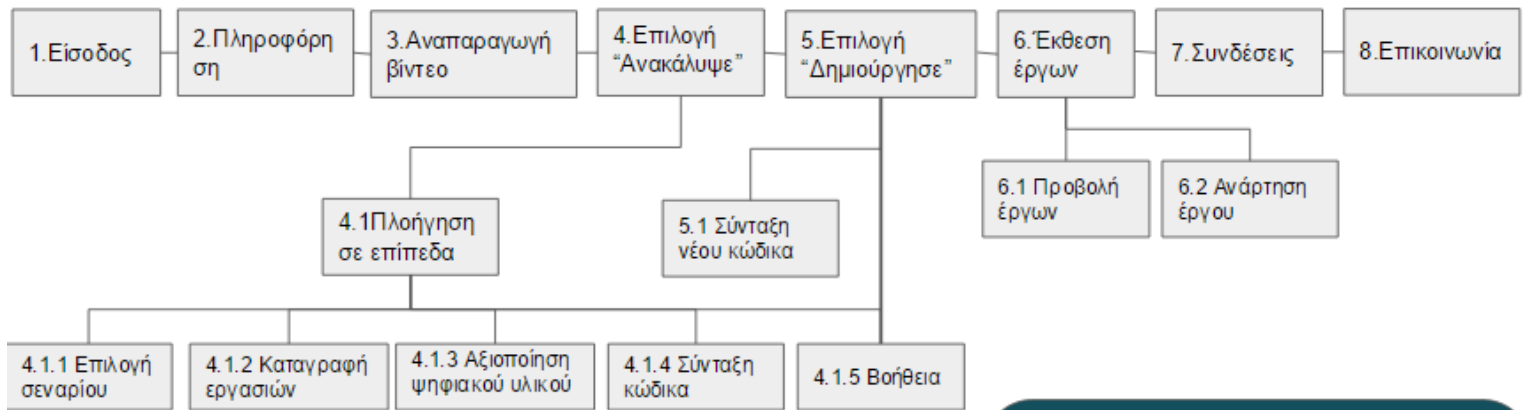 1.Είσοδος
2.Πληροφόρη
ση
3.Αναπαραγωγή
βίντεο
4.Επιλογή
“Ανακάλυψε”
5.Επιλογή
“Δημιούργησε”
6.Έκθεση
έργων
7.Συνδέσεις
8.Επικοινωνία
4.1Πλοήγηση
σε επίπεδα
5.1 Σύνταξη
νέου κώδικα
6.1 Προβολή
έργων
6.2 Ανάρτηση
έργου
4.1.1 Επιλογή
σεναρίου
4.1.2 Καταγραφή
εργασιών
4.1.3 Αξιοποίηση
ψηφιακού υλικού
4.1.4 Σύνταξη
κώδικα
4.1.5 Βοήθεια